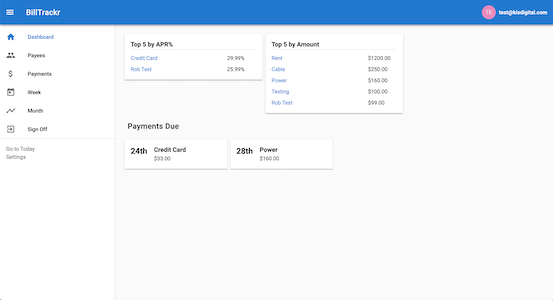 BillTrackr
TS test@kiedigital.com
Dashboard
Payees
Payments
Week
Month
Sign Off
Go to Today
Settings
Top 5 by APR%
Credit Card 29.99%
Rob Test 25.99%
Top 5 by Amount
Rent $1200.00
Cable $250.00
Power $160.00
Testing $100.00
Rob Test $99.00
Payments Due
24th Credit Card
$33.00
28th Power
$160.00